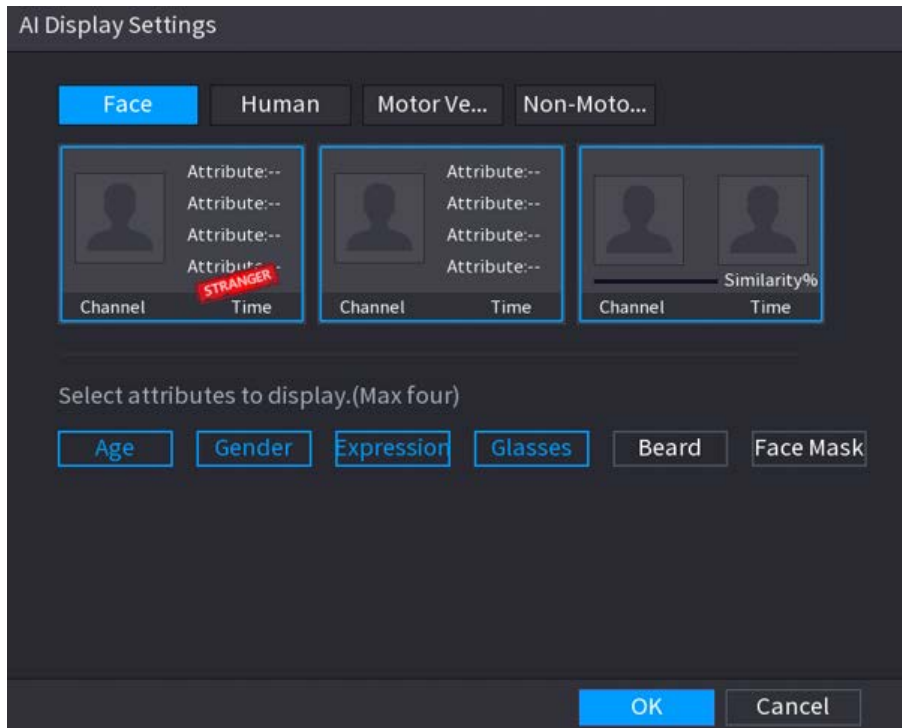 AI Display Settings
Face Human Motor Ve... Non-Moto...
Attribute:-- Attribute:--
Attribute:-- Attribute:--
Attribute:-- Attribute:--
Attribute:-- Attribute:--
STRANGER
Similarity%
Channel Time Channel Time Channel Time
Select attributes to display.(Max four)
Age Gender Expression Glasses Beard Face Mask
OK Cancel